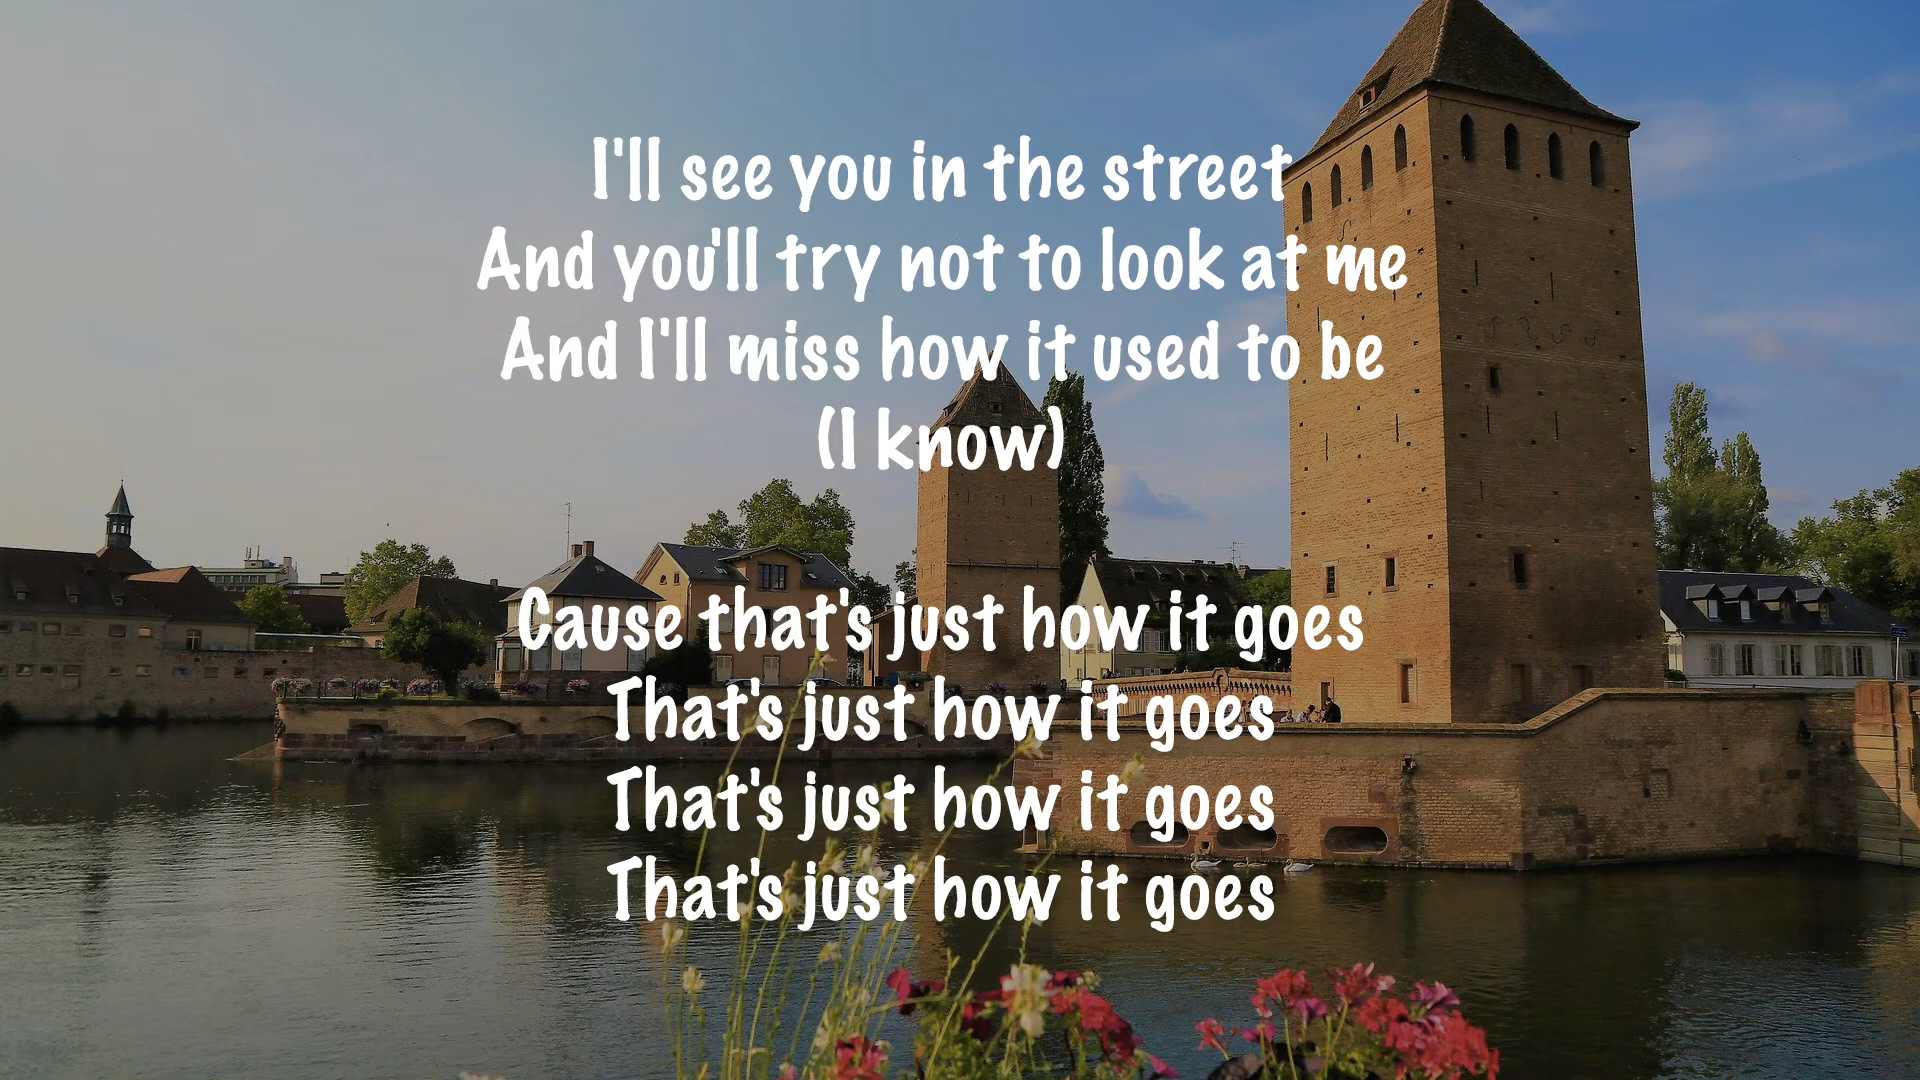 I'll see you in the street
And you'll try not to look at me
And I'll miss how it used to be
(I know)
Cause that's just how it goes
That's just how it goes
That's just how it goes
That's just how it goes